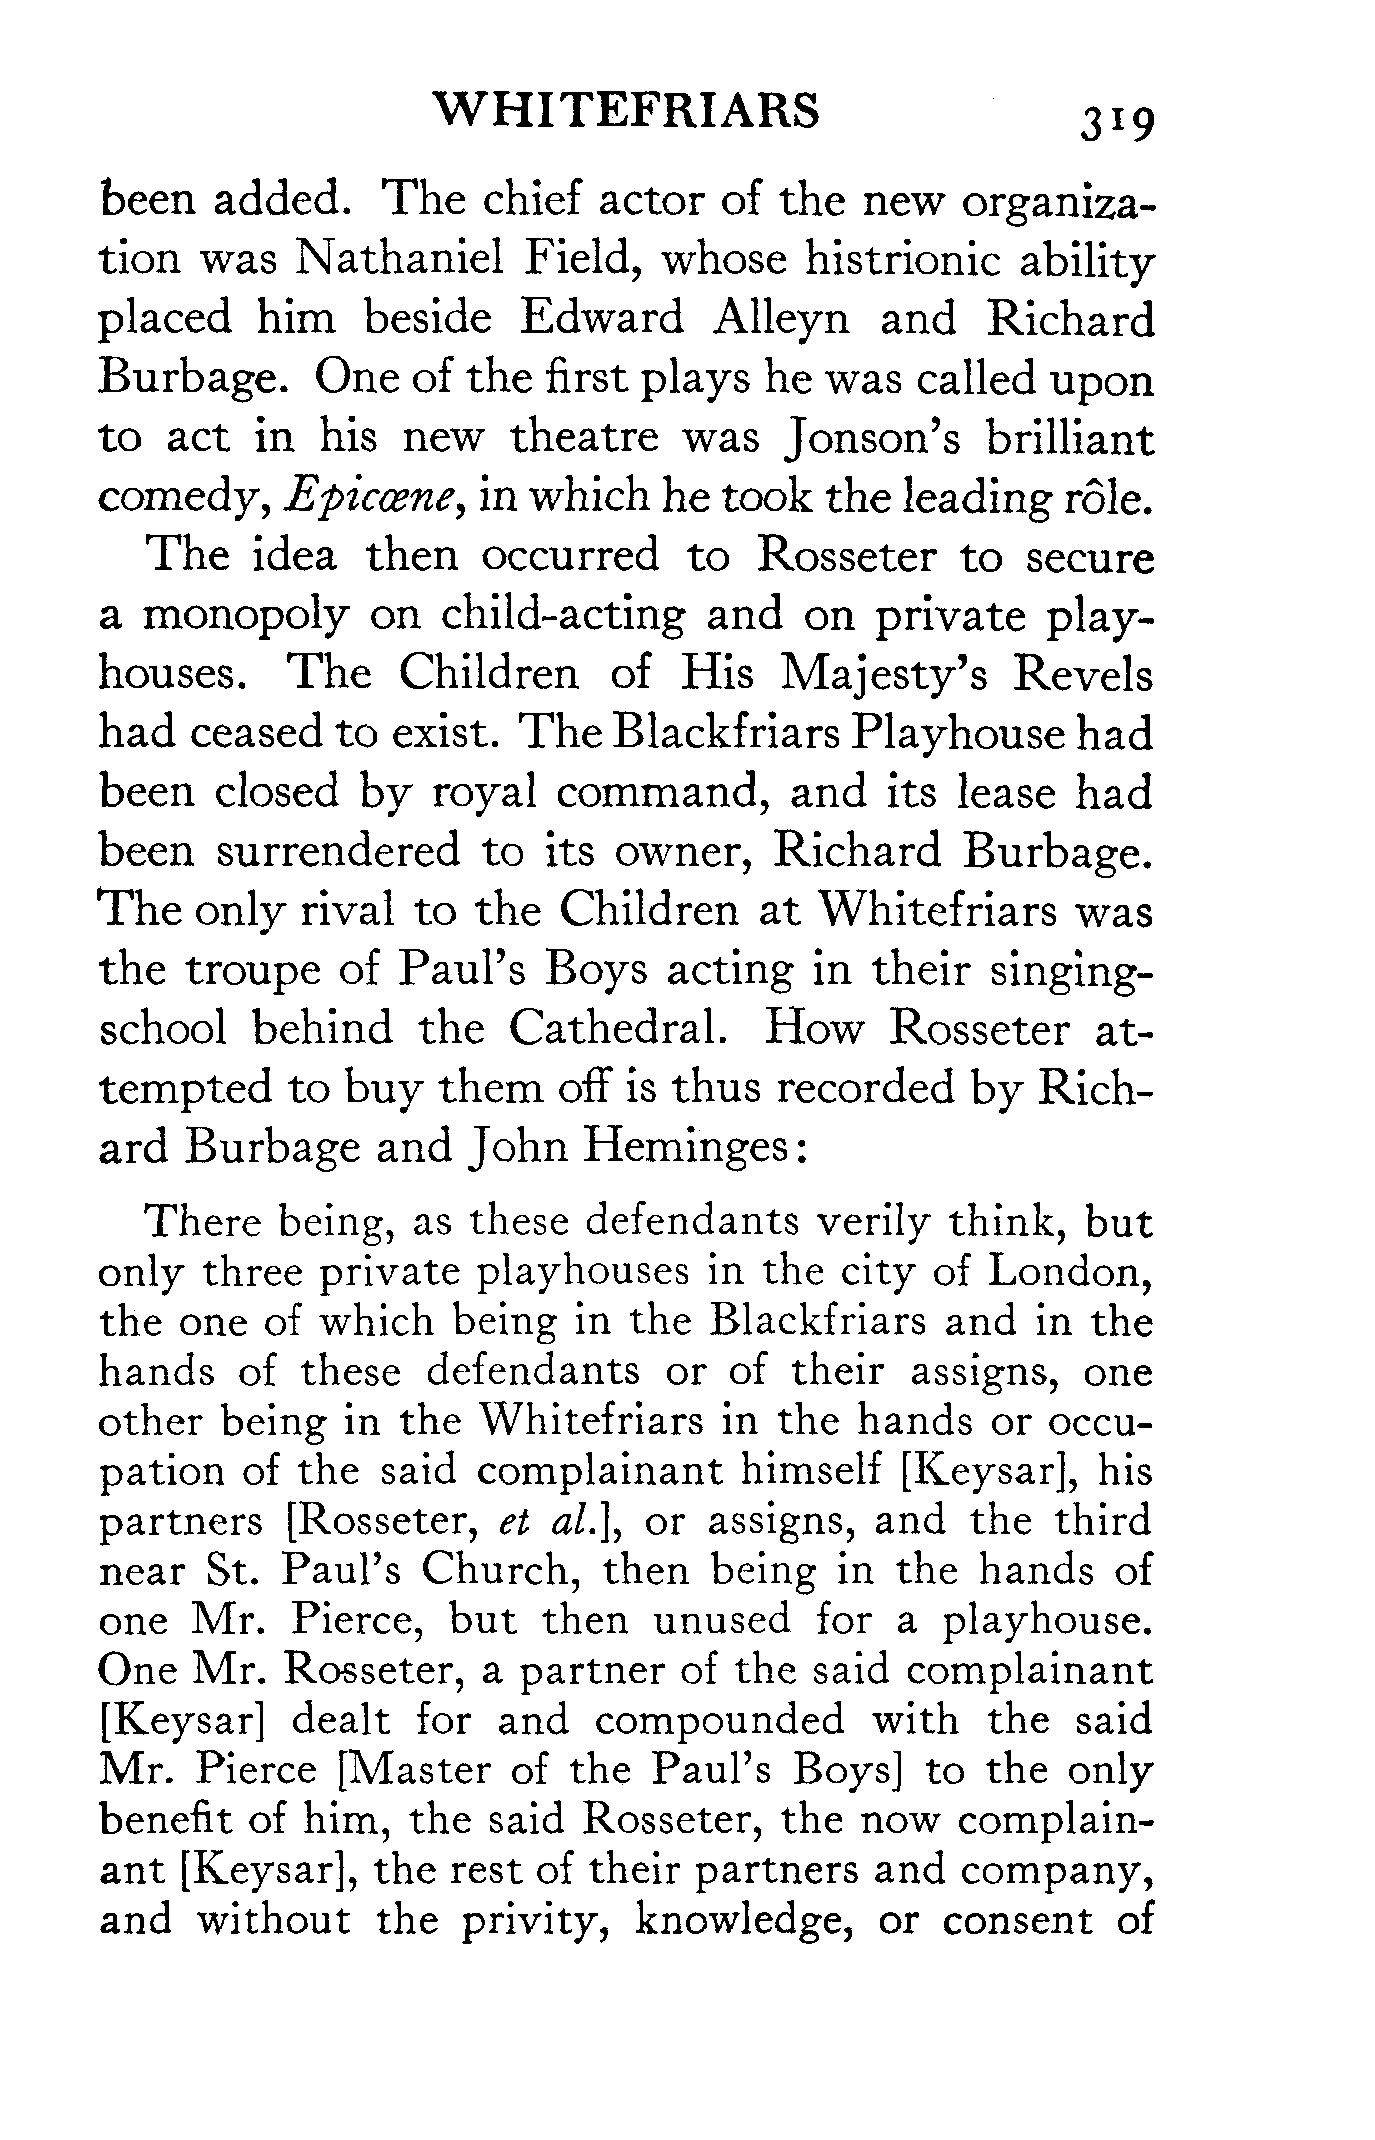 WHITEFRIARS 319
been added. The chief actor of the new organiza-
tion was Nathaniel Field, whose histrionic ability
placed him beside Edward Alleyn and Richard
Burbage. One of the first plays he was called upon
to act in his new theatre was Jonson's brilliant
comedy, Epicœne, in which he took the leading rôle.
The idea then occurred to Rosseter to secure
a monopoly on child-acting and on private play-
houses. The Children of His Majesty's Revels
had ceased to exist. The Blackfriars Playhouse had
been closed by royal command, and its lease had
been surrendered to its owner, Richard Burbage.
The only rival to the Children at Whitefriars was
the troupe of Paul's Boys acting in their singing-
school behind the Cathedral. How Rosseter at-
tempted to buy them off is thus recorded by Rich-
ard Burbage and John Heminges:
There being, as these defendants verily think, but
only three private playhouses in the city of London,
the one of which being in the Blackfriars and in the
hands of these defendants or of their assigns, one
other being in the Whitefriars in the hands or occu-
pation of the said complainant himself [Keysar], his
partners [Rosseter, et al.], or assigns, and the third
near St. Paul's Church, then being in the hands of
one Mr. Pierce, but then unused for a playhouse.
One Mr. Rosseter, a partner of the said complainant
[Keysar] dealt for and compounded with the said
Mr. Pierce [Master of the Paul's Boys] to the only
benefit of him, the said Rosseter, the now complain-
ant [Keysar], the rest of their partners and company,
and without the privity, knowledge, or consent of